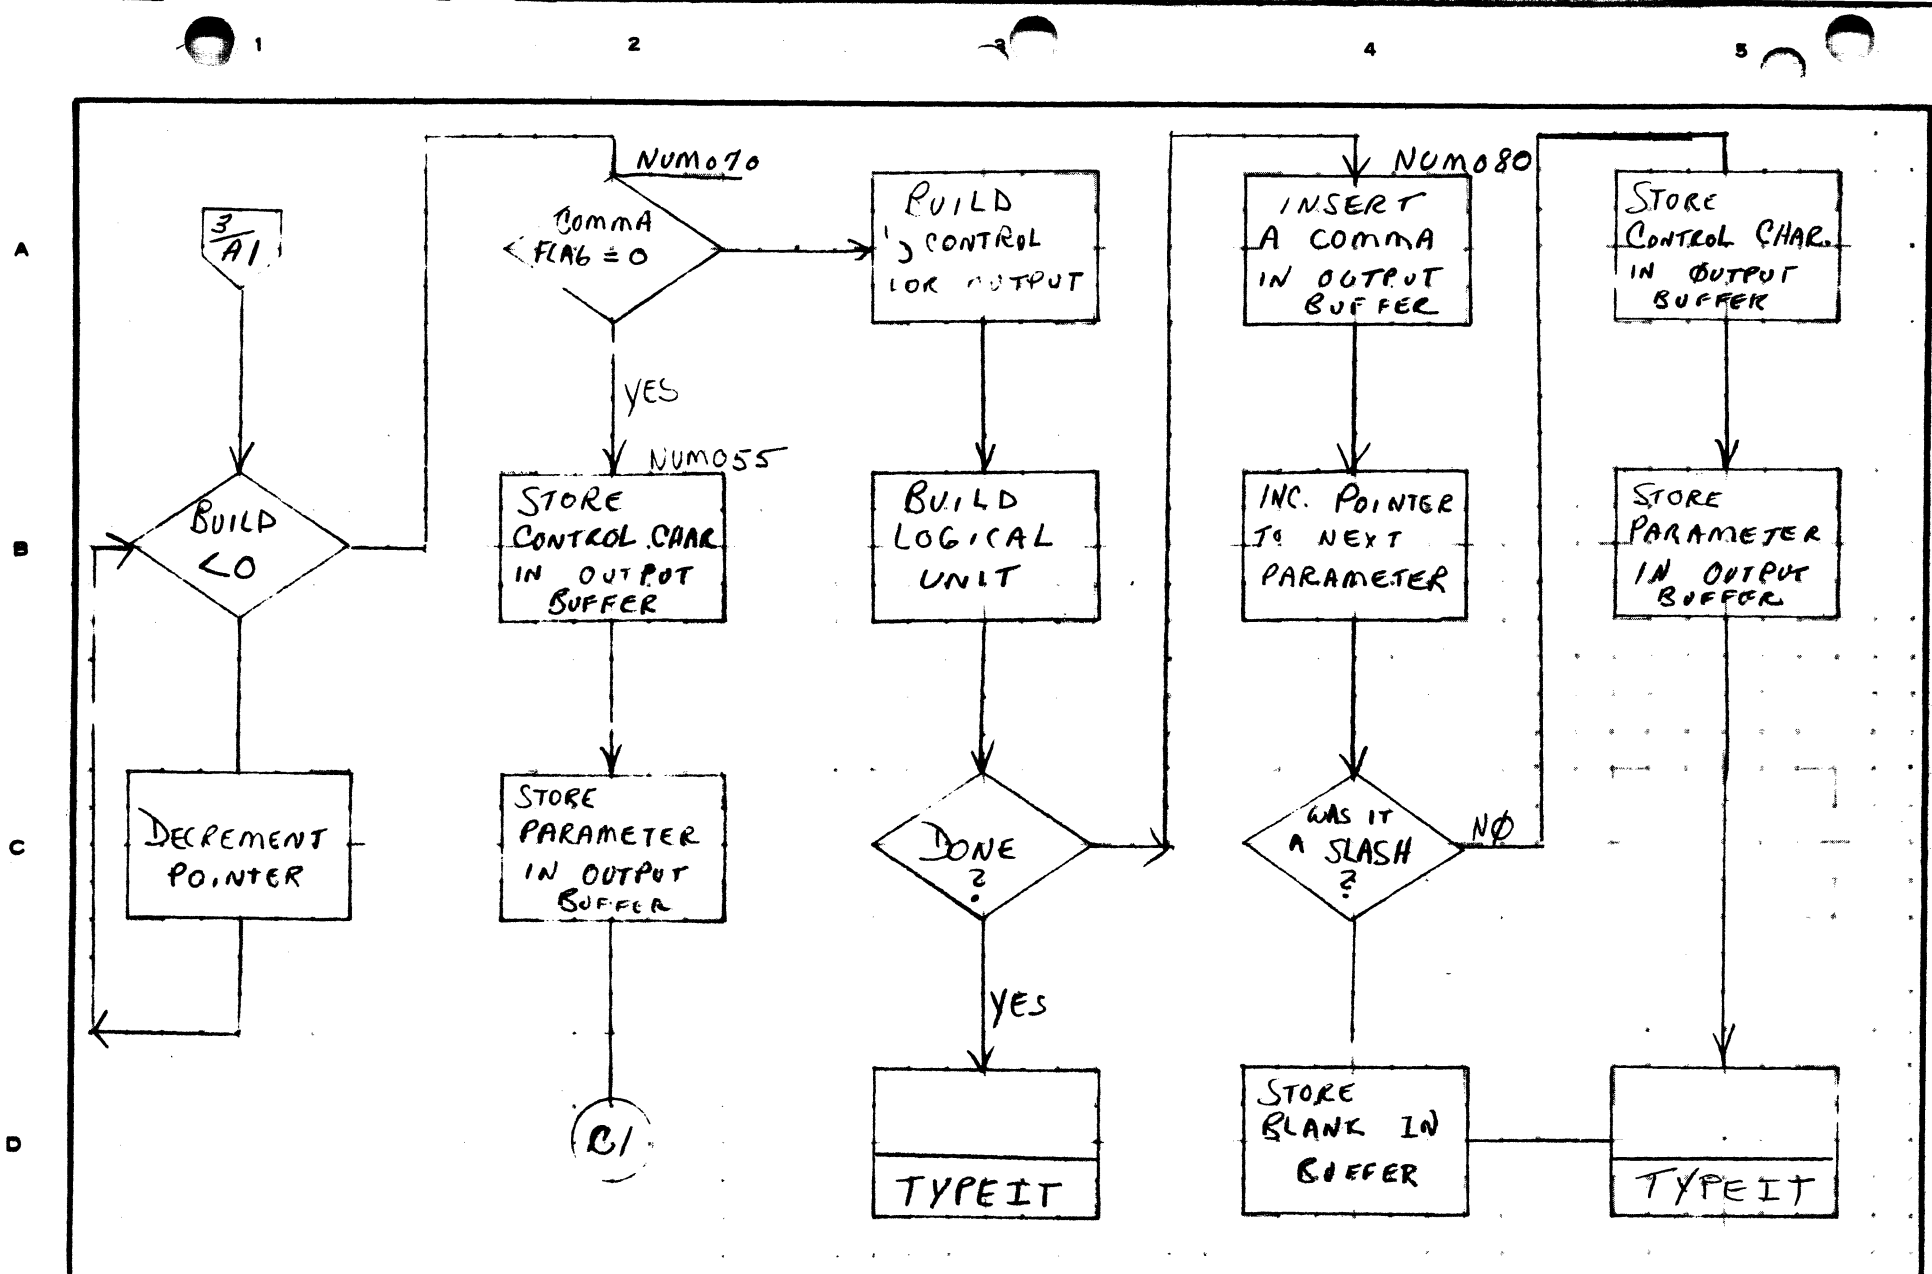 1 2 3 4 5
A
B
C
D
3
A1
BUILD
<0
DECREMENT
POINTER
NUM070
COMMA
FLAG = 0
YES
NUM055
STORE
CONTROL CHAR
IN OUTPUT
BUFFER
STORE
PARAMETER
IN OUTPUT
BUFFER
C1
BUILD
CONTROL
OUTPUT
BUILD
LOGICAL
UNIT
DONE
?
YES
TYPEIT
NUM080
INSERT
A COMMA
IN OUTPUT
BUFFER
INC. POINTER
TO NEXT
PARAMETER
WAS IT
A SLASH
?
NØ
STORE
BLANK IN
BUFFER
STORE
CONTROL CHAR.
IN ØUTPUT
BUFFER
STORE
PARAMETER
IN OUTPUT
BUFFER
TYPEIT